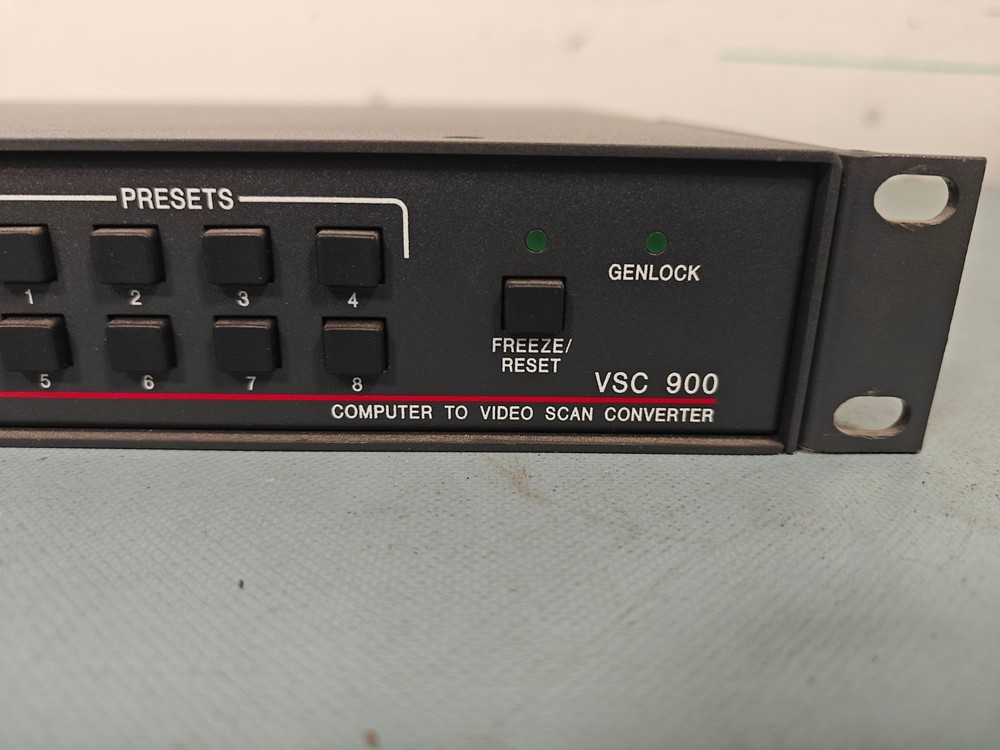 PRESETS
1 2 3 4
GENLOCK
5 6 7 8
FREEZE/
RESET
VSC 900
COMPUTER TO VIDEO SCAN CONVERTER